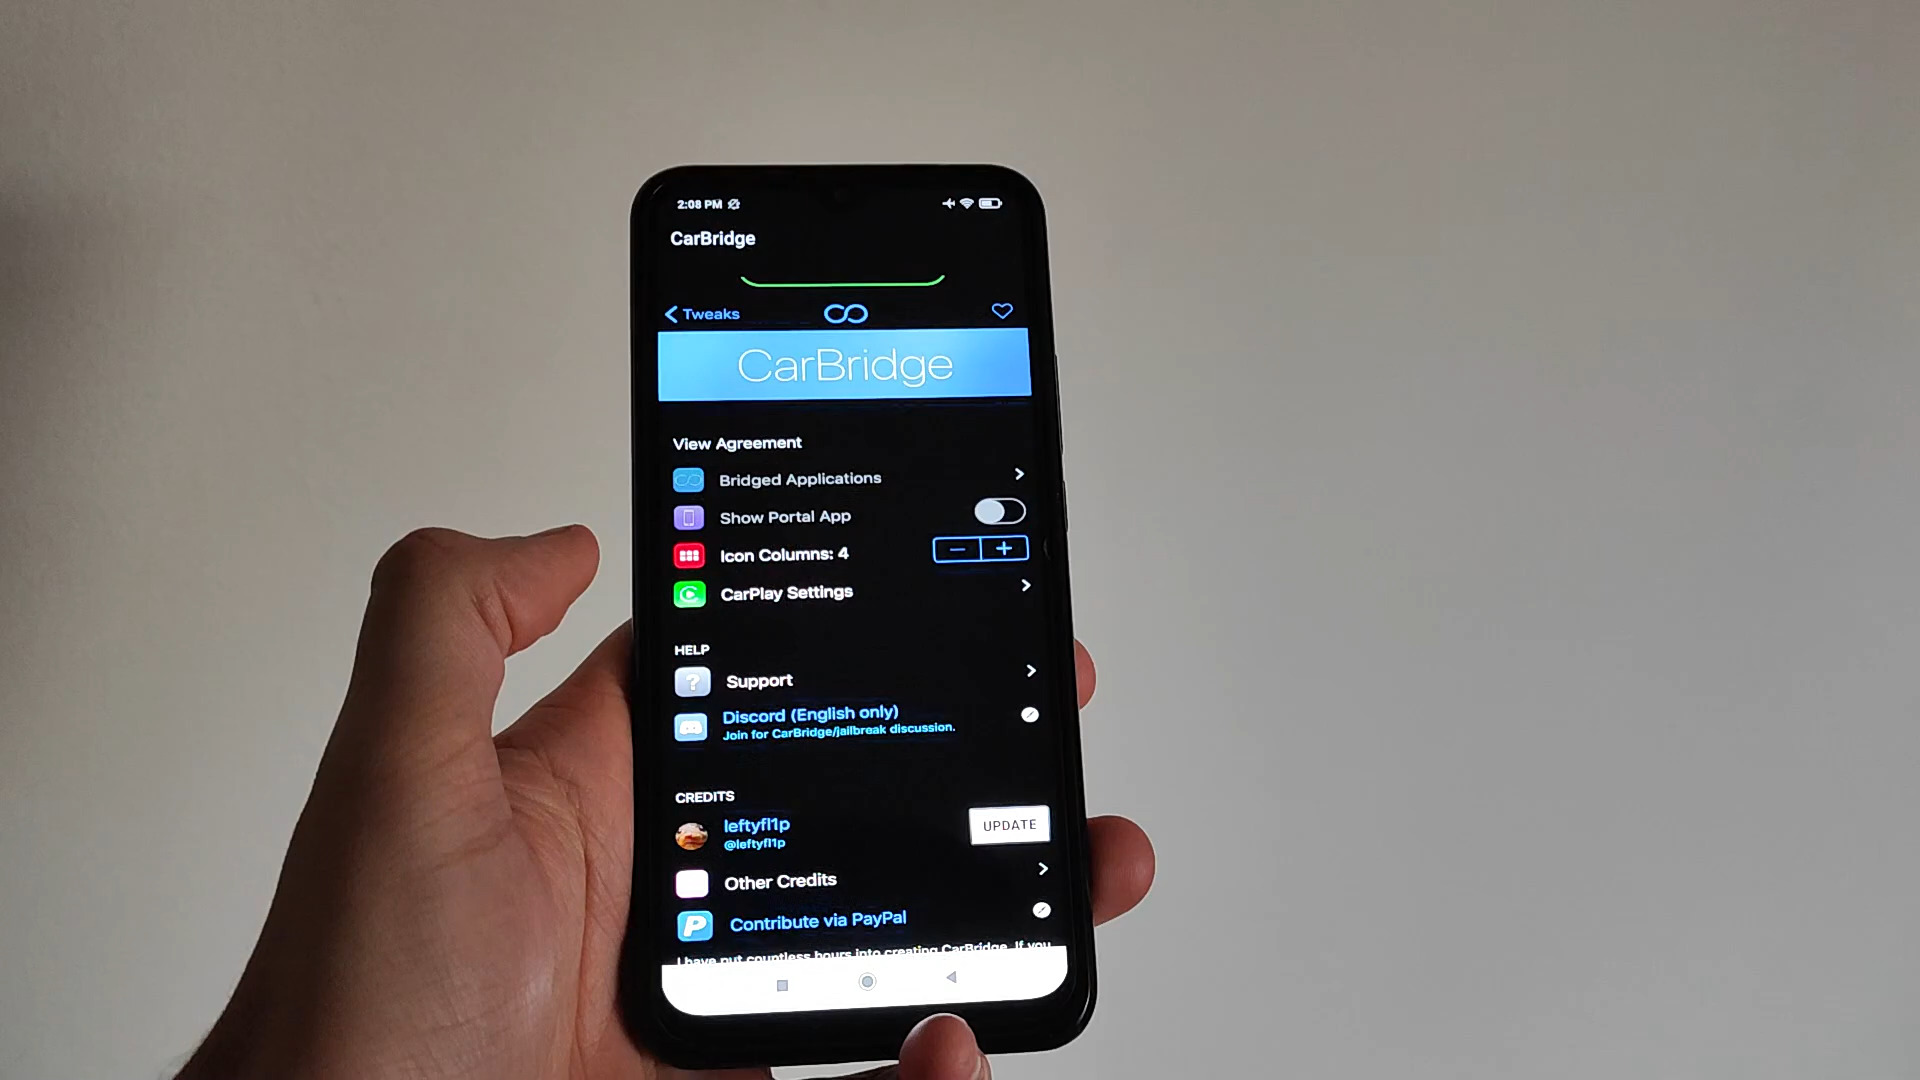 2:08 PM
CarBridge
Tweaks
CarBridge
View Agreement
Bridged Applications
Show Portal App
Icon Columns: 4
CarPlay Settings
HELP
Support
Discord (English only)
Join for CarBridge/jailbreak discussion.
CREDITS
leftyfl1p
@leftyfl1p
UPDATE
Other Credits
Contribute via PayPal
I have put countless hours into creating CarBridge. If you